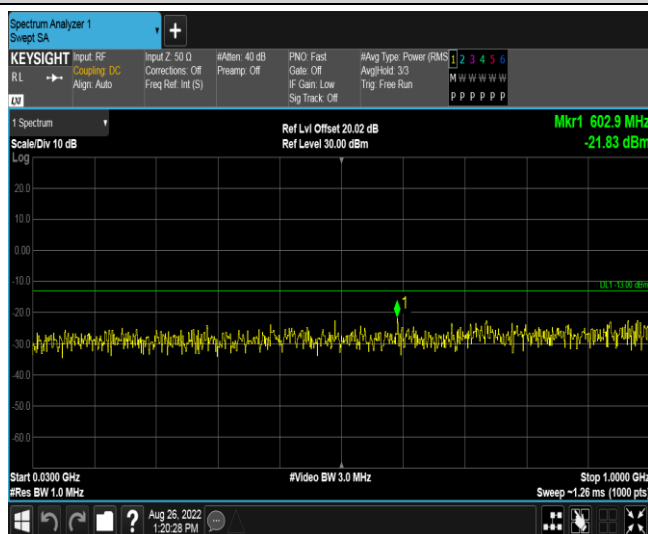 Spectrum Analyzer 1
Swept SA
+
KEYSIGHT
RL
LXI
Input: RF
Coupling: DC
Align: Auto
Input Z: 50 Ω
Corrections: Off
Freq Ref: Int (S)
#Atten: 40 dB
Preamp: Off
PNO: Fast
Gate: Off
IF Gain: Low
Sig Track: Off
#Avg Type: Power (RMS
Avg|Hold: 3/3
Trig: Free Run
1 2 3 4 5 6
M W W W W W
P P P P P P
1 Spectrum
Scale/Div 10 dB
Log
Ref Lvl Offset 20.02 dB
Ref Level 30.00 dBm
Mkr1 602.9 MHz
-21.83 dBm
20.0
10.0
0.00
-10.0
DL1 -13.00 dBm
1
-20.0
-30.0
-40.0
-50.0
-60.0
Start 0.0300 GHz
#Video BW 3.0 MHz
Stop 1.0000 GHz
#Res BW 1.0 MHz
Sweep ~1.26 ms (1000 pts)
?
Aug 26, 2022
1:20:28 PM